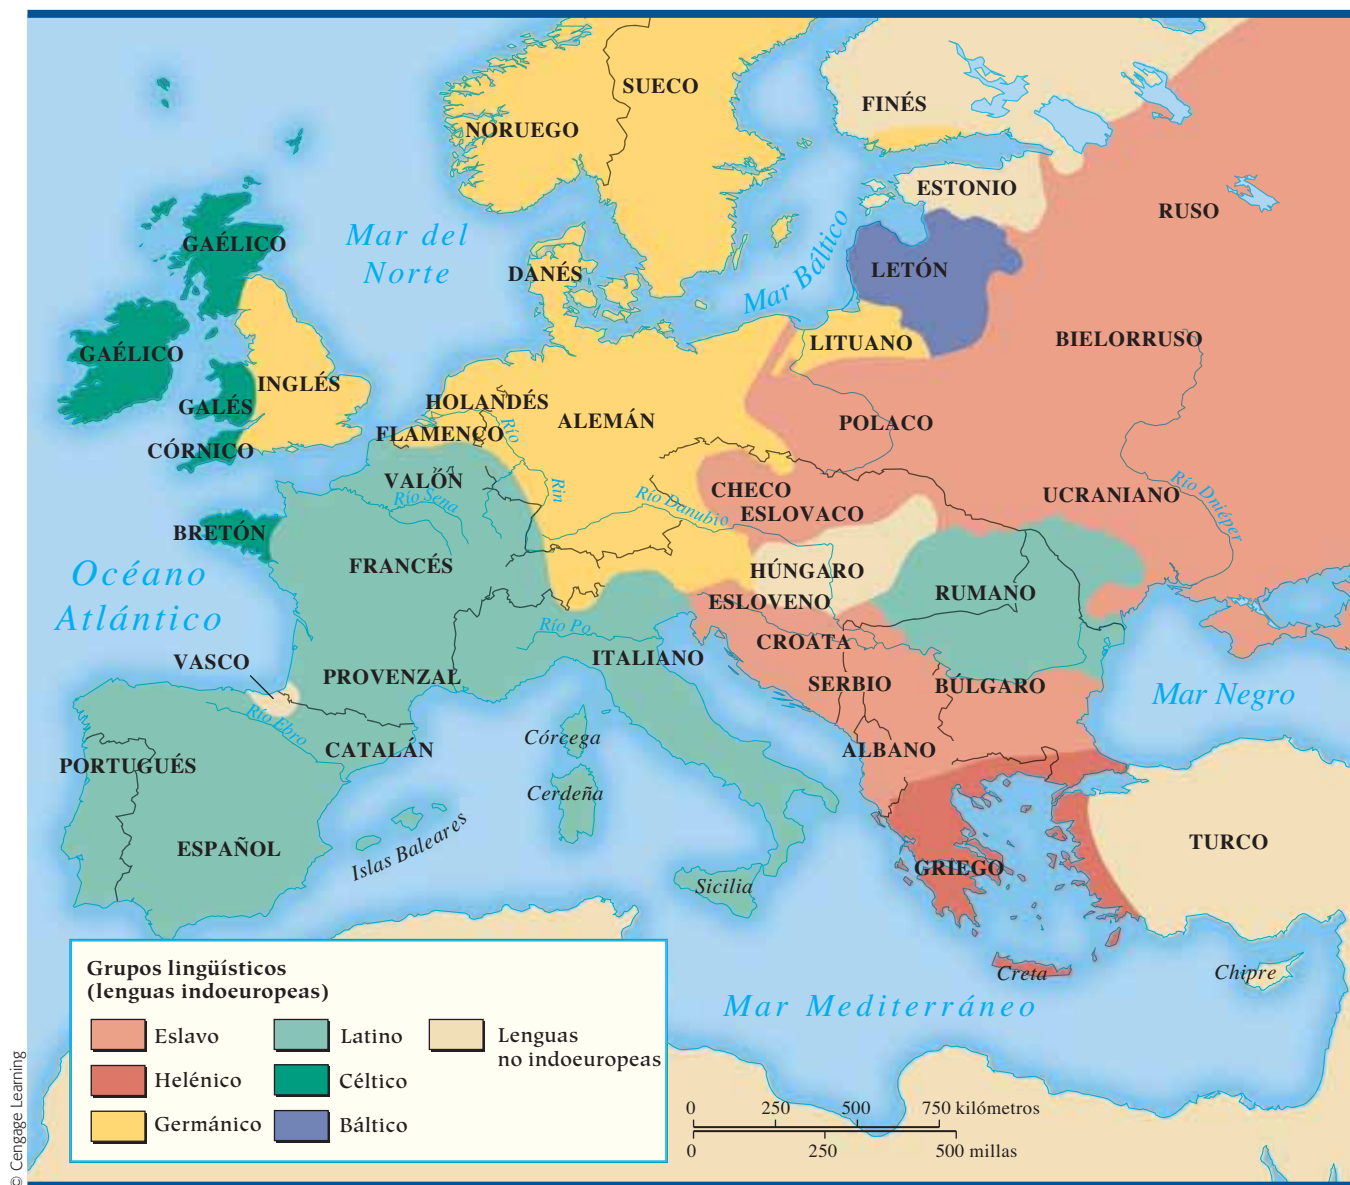 SUECO
FINÉS
NORUEGO
ESTONIO
RUSO
GAÉLICO
Mar del
Norte
DANÉS
Mar Báltico
LETÓN
GAÉLICO
INGLÉS
LITUANO
BIELORRUSO
GALÉS
HOLANDÉS
ALEMÁN
POLACO
FLAMENCO
CÓRNICO
Río
Rin
VALÓN
Río Sena
CHECO
ESLOVACO
Río Danubio
UCRANIANO
Río Dniéper
BRETÓN
FRANCÉS
HÚNGARO
RUMANO
Océano
Atlántico
ESLOVENO
Río Po
CROATA
ITALIANO
VASCO
PROVENZAL
SERBIO
BÚLGARO
Mar Negro
Río Ebro
CATALÁN
Córcega
ALBANO
PORTUGUÉS
Cerdeña
ESPAÑOL
Islas Baleares
TURCO
GRIEGO
Sicilia
Creta
Chipre
Mar Mediterráneo
Grupos lingüísticos
(lenguas indoeuropeas)
Eslavo
Latino
Lenguas
no indoeuropeas
Helénico
Céltico
Germánico
Báltico
0 250 500 750 kilómetros
0 250 500 millas
© Cengage Learning